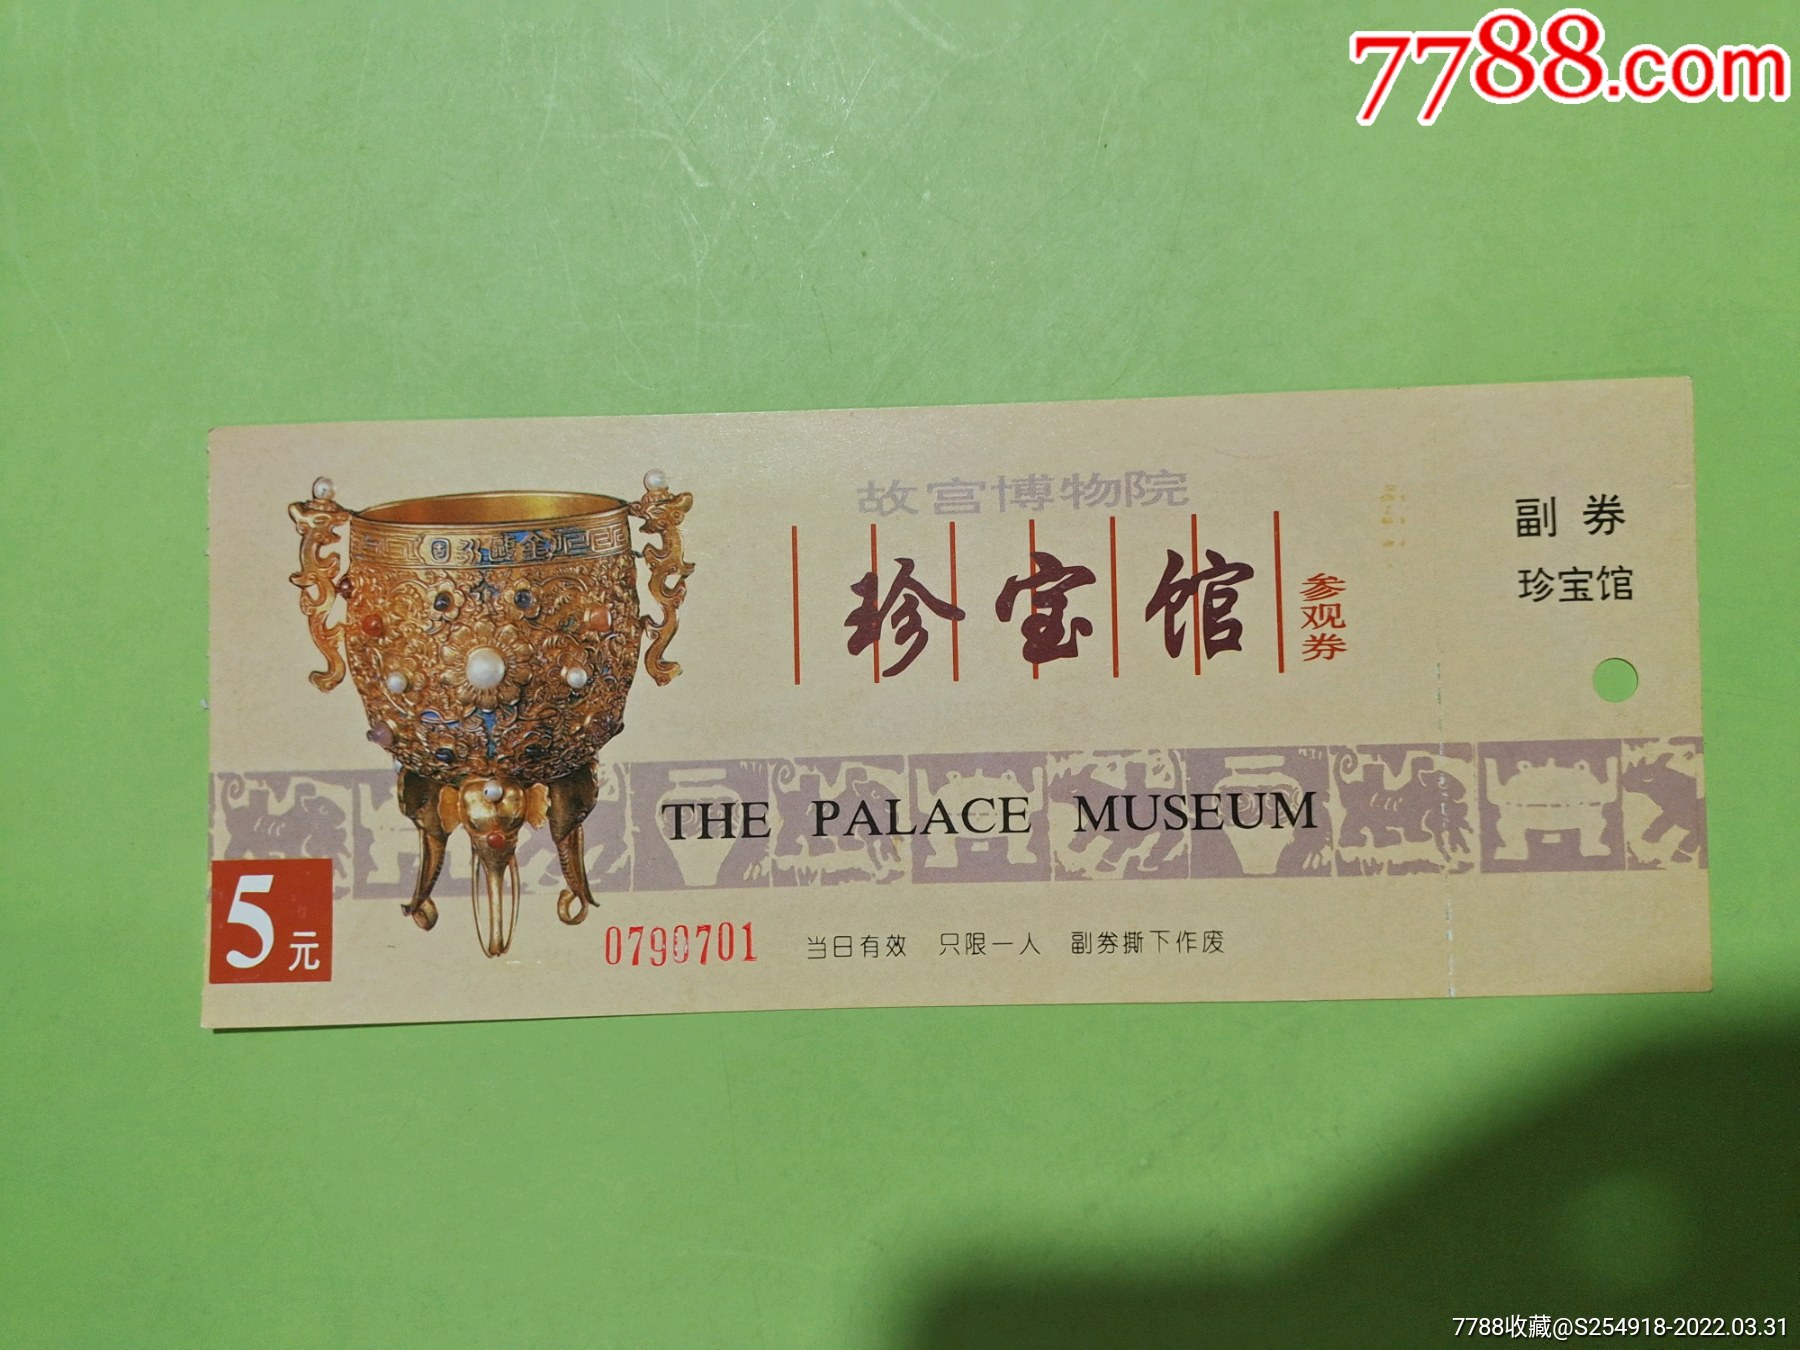 7788.com
故宫博物院
珍宝馆
参观券
副券
珍宝馆
THE PALACE MUSEUM
5元
0790701
当日有效 只限一人 副券撕下作废
7788收藏@S254918-2022.03.31